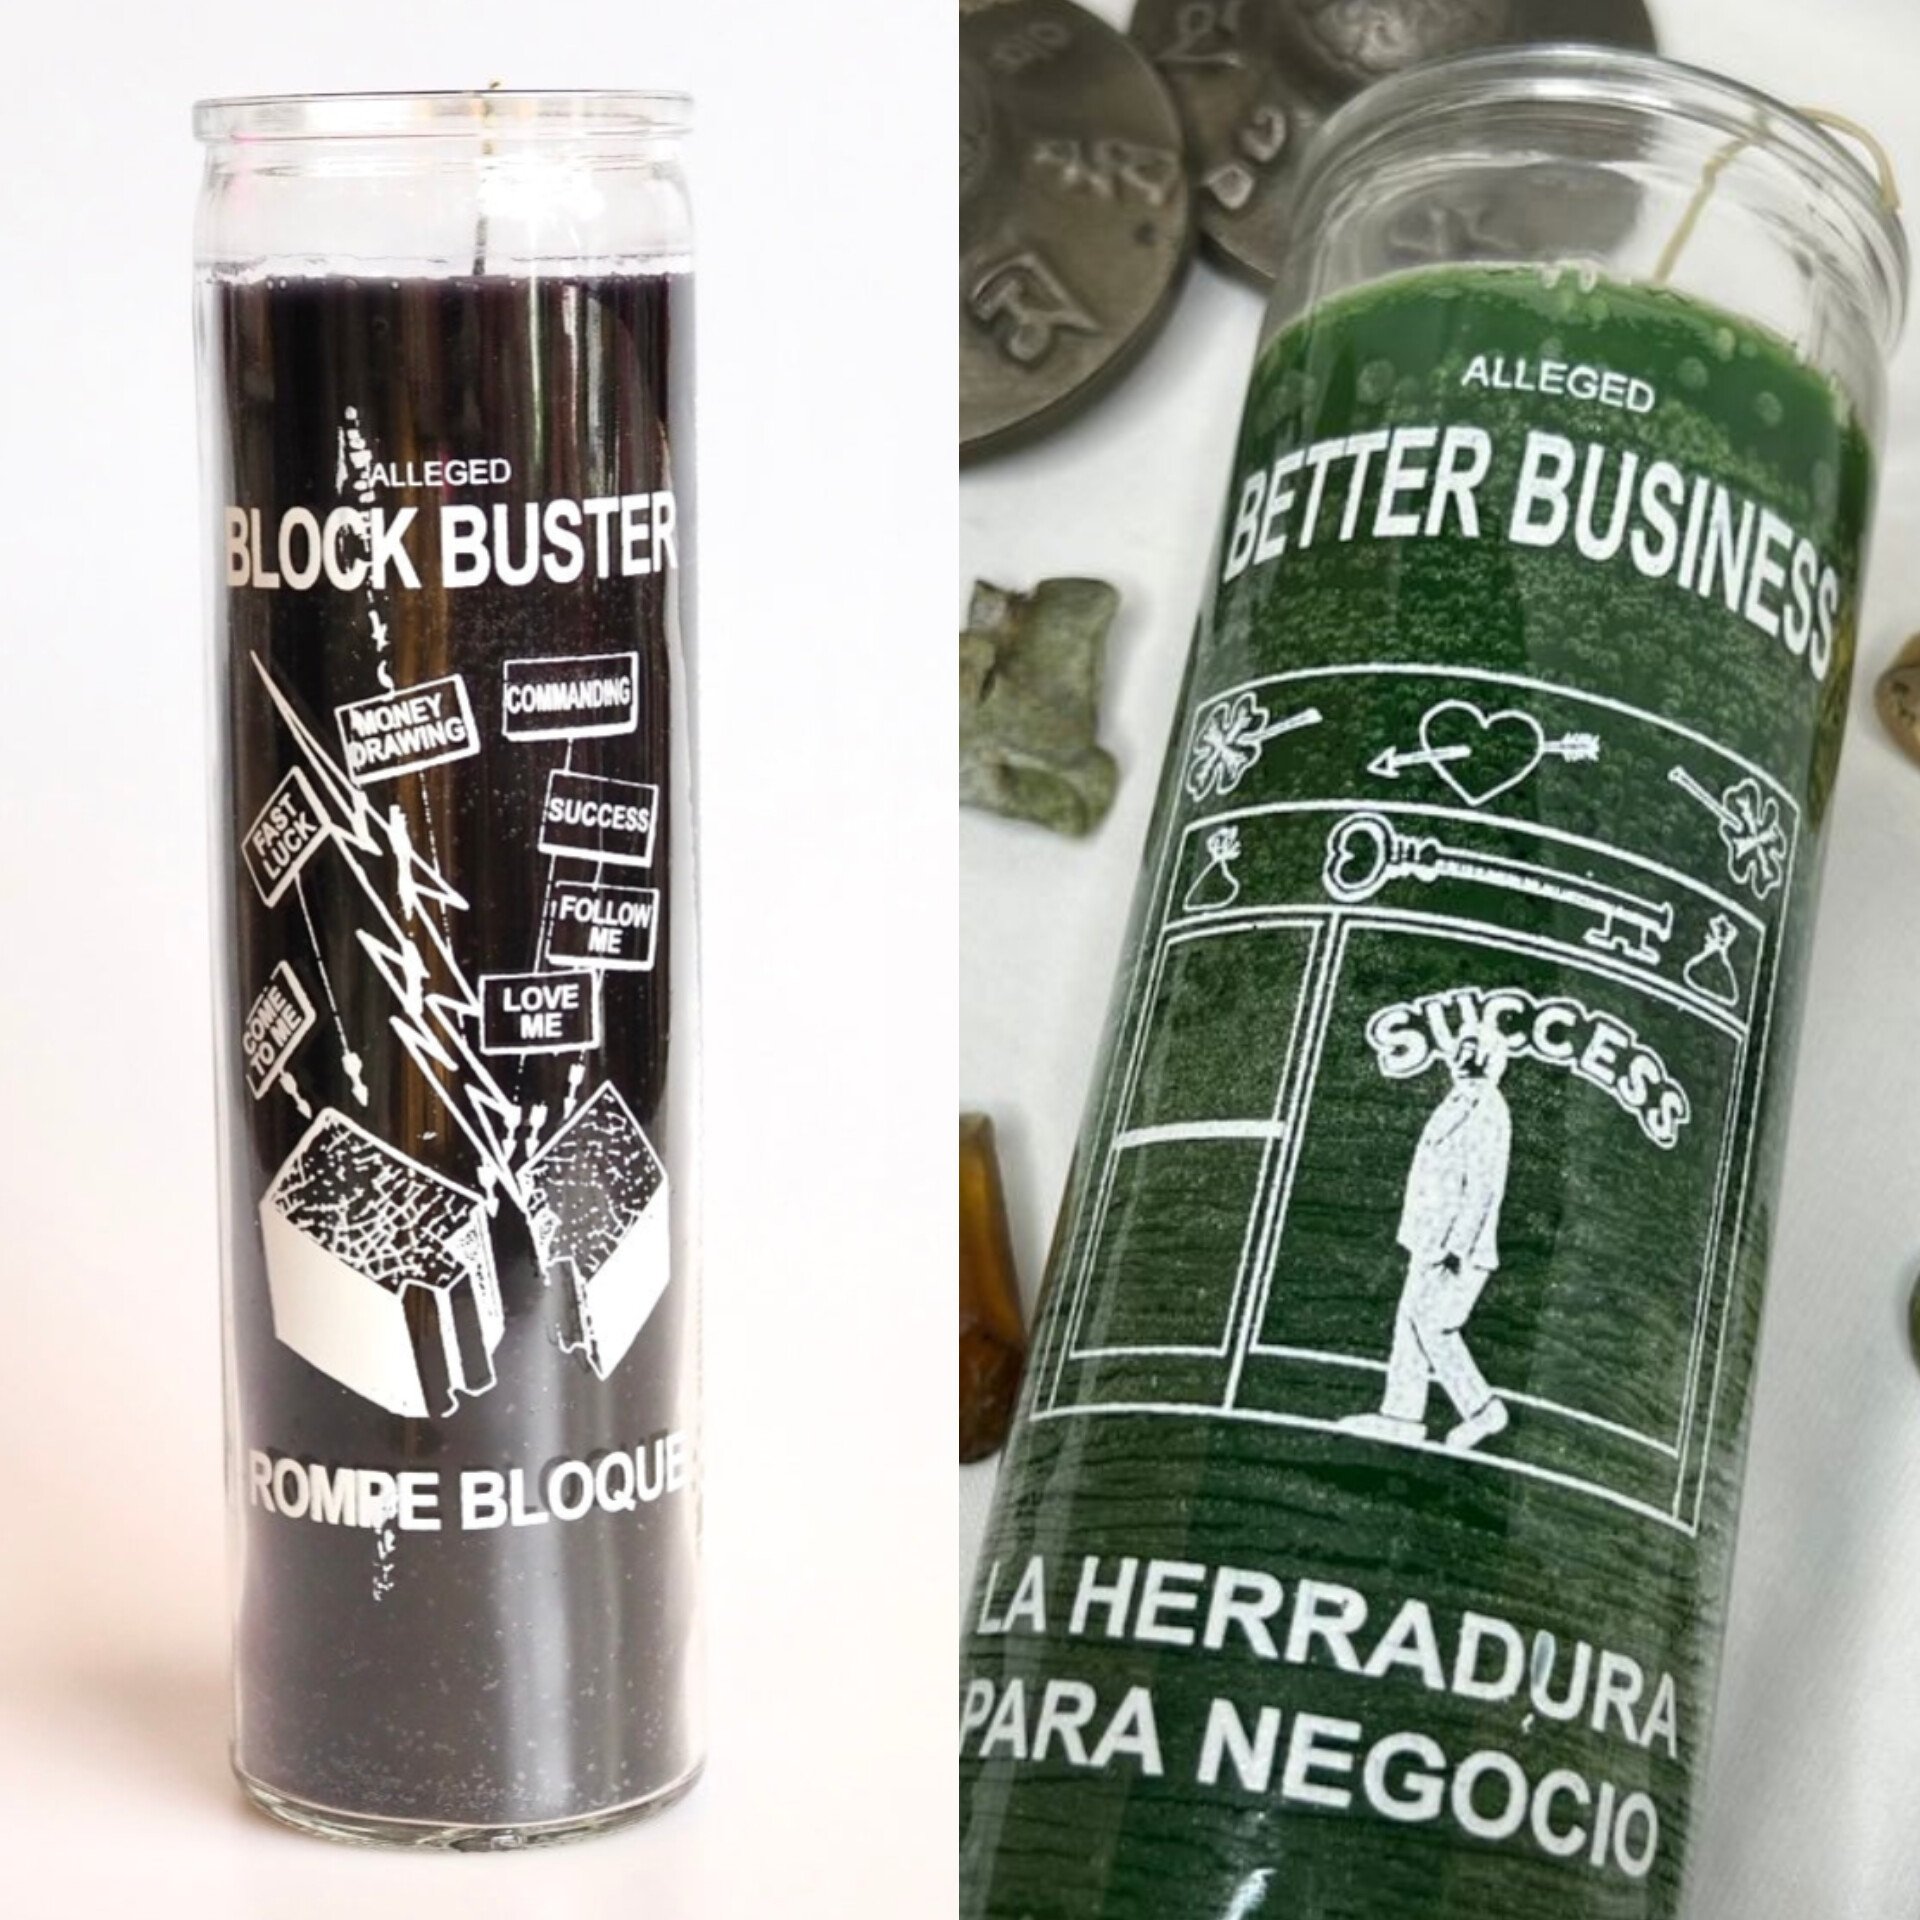 ALLEGED
BLOCK BUSTER
MONEY
DRAWING
COMMANDING
FAST
LUCK
SUCCESS
FOLLOW
ME
LOVE
ME
COME
TO ME
ROMPE BLOQUE
ALLEGED
BETTER BUSINESS
SUCCESS
LA HERRADURA
PARA NEGOCIO